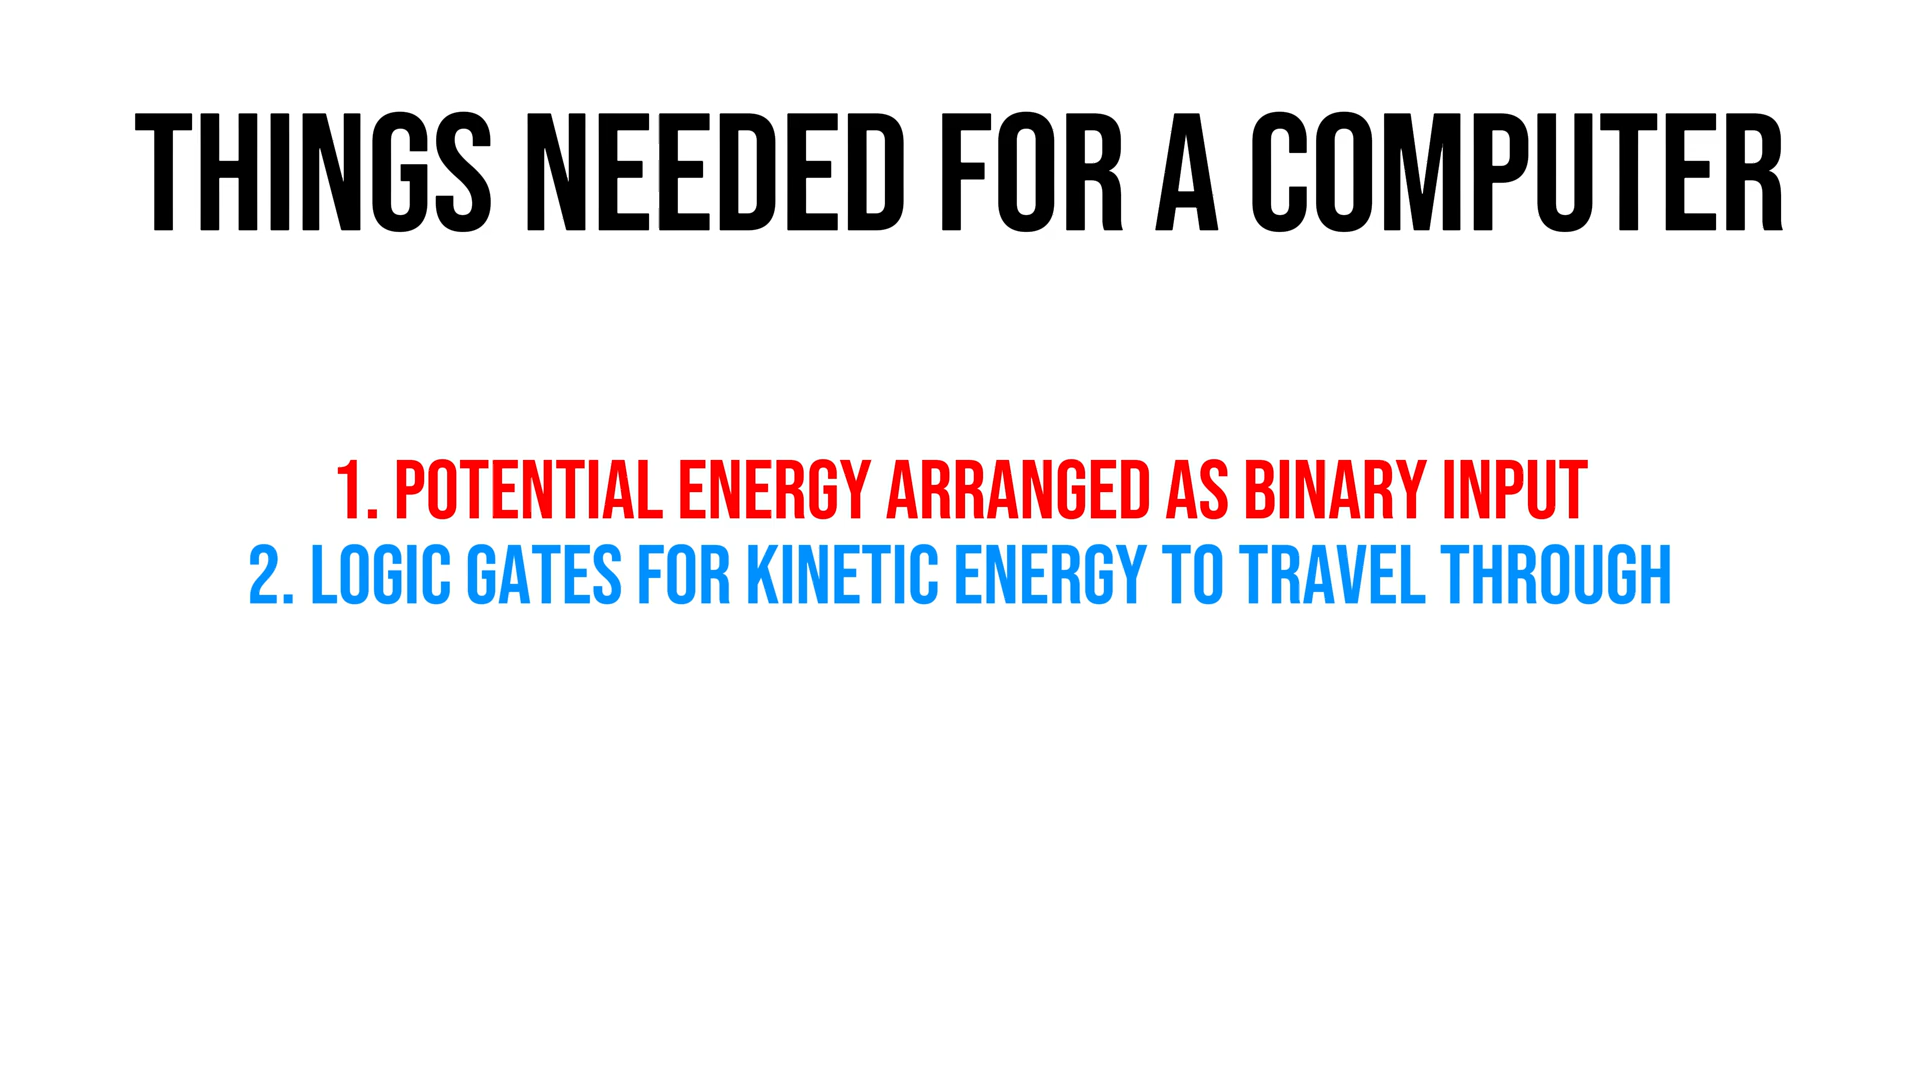 THINGS NEEDED FOR A COMPUTER
1. POTENTIAL ENERGY ARRANGED AS BINARY INPUT
2. LOGIC GATES FOR KINETIC ENERGY TO TRAVEL THROUGH